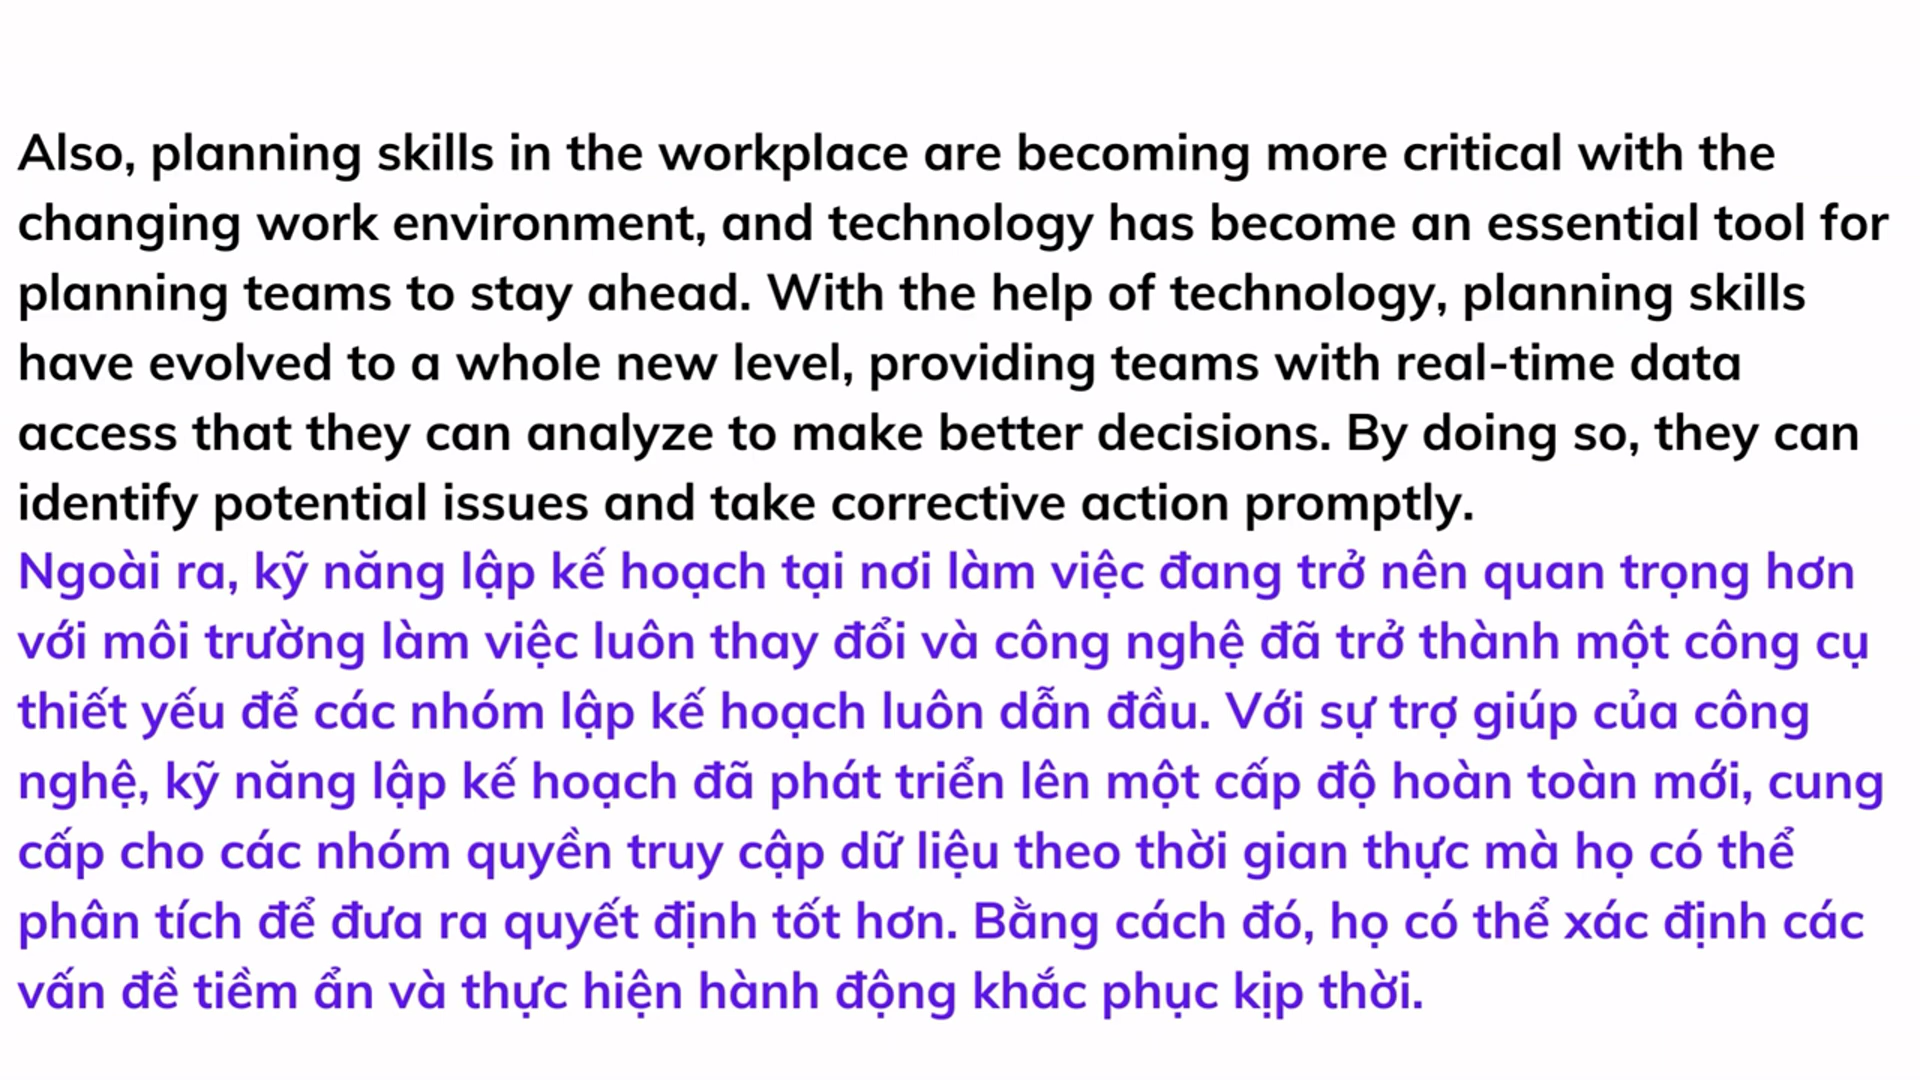 Also, planning skills in the workplace are becoming more critical with the
changing work environment, and technology has become an essential tool for
planning teams to stay ahead. With the help of technology, planning skills
have evolved to a whole new level, providing teams with real-time data
access that they can analyze to make better decisions. By doing so, they can
identify potential issues and take corrective action promptly.
Ngoài ra, kỹ năng lập kế hoạch tại nơi làm việc đang trở nên quan trọng hơn
với môi trường làm việc luôn thay đổi và công nghệ đã trở thành một công cụ
thiết yếu để các nhóm lập kế hoạch luôn dẫn đầu. Với sự trợ giúp của công
nghệ, kỹ năng lập kế hoạch đã phát triển lên một cấp độ hoàn toàn mới, cung
cấp cho các nhóm quyền truy cập dữ liệu theo thời gian thực mà họ có thể
phân tích để đưa ra quyết định tốt hơn. Bằng cách đó, họ có thể xác định các
vấn đề tiềm ẩn và thực hiện hành động khắc phục kịp thời.